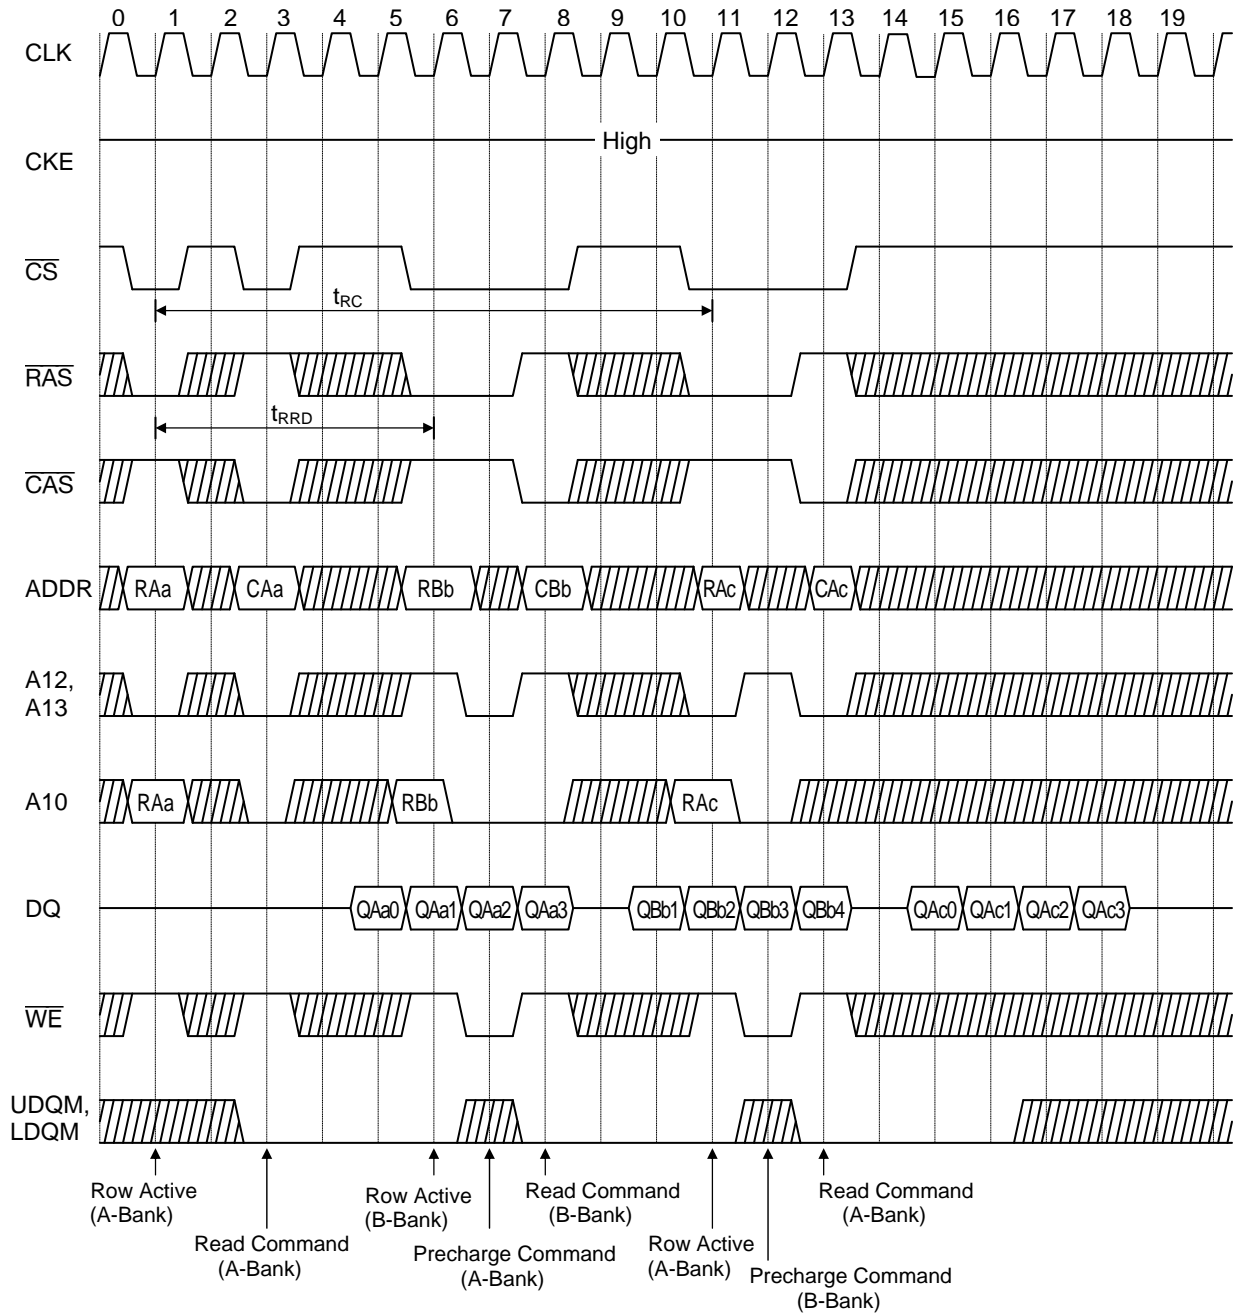 0 1 2 3 4 5 6 7 8 9 10 11 12 13 14 15 16 17 18 19
CLK
High
CKE
CS
tRC
RAS
tRRD
CAS
ADDR RAa CAa RBb CBb RAc CAc
A12,
A13
A10 RAa RBb RAc
DQ QAa0 QAa1 QAa2 QAa3 QBb1 QBb2 QBb3 QBb4 QAc0 QAc1 QAc2 QAc3
WE
UDQM,
LDQM
Row Active
(A-Bank)
Read Command
(A-Bank)
Row Active
(B-Bank)
Precharge Command
(A-Bank)
Read Command
(B-Bank)
Row Active
(A-Bank)
Precharge Command
(B-Bank)
Read Command
(A-Bank)